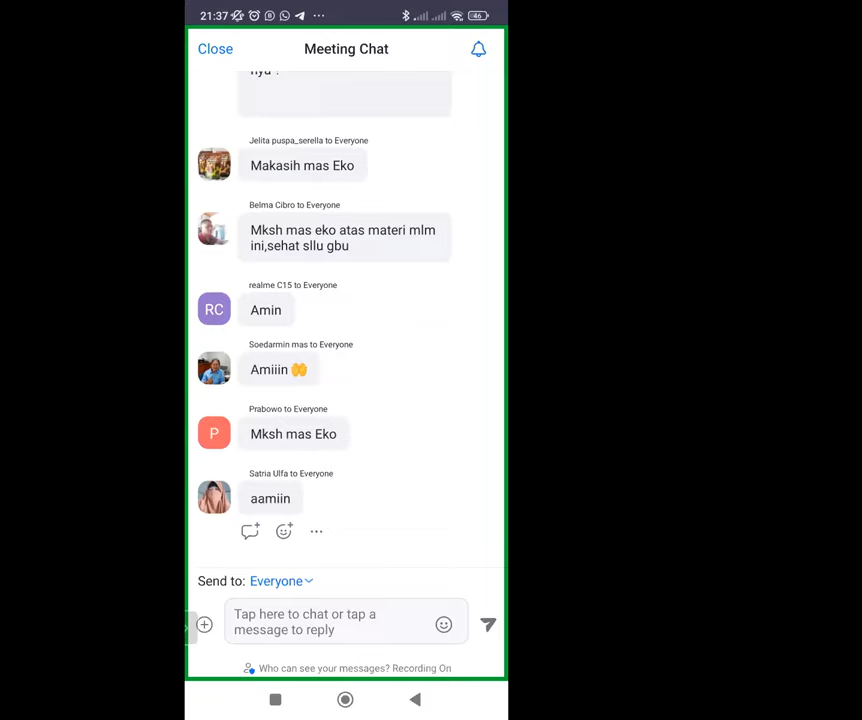 21:37
46
Close
Meeting Chat
nya ?
Jelita puspa_serella to Everyone
Makasih mas Eko
Belma Cibro to Everyone
Mksh mas eko atas materi mlm
ini,sehat sllu gbu
realme C15 to Everyone
RC
Amin
Soedarmin mas to Everyone
Amiiin 🤲
Prabowo to Everyone
P
Mksh mas Eko
Satria Ulfa to Everyone
aamiin
Send to: Everyone
Tap here to chat or tap a
message to reply
Who can see your messages? Recording On